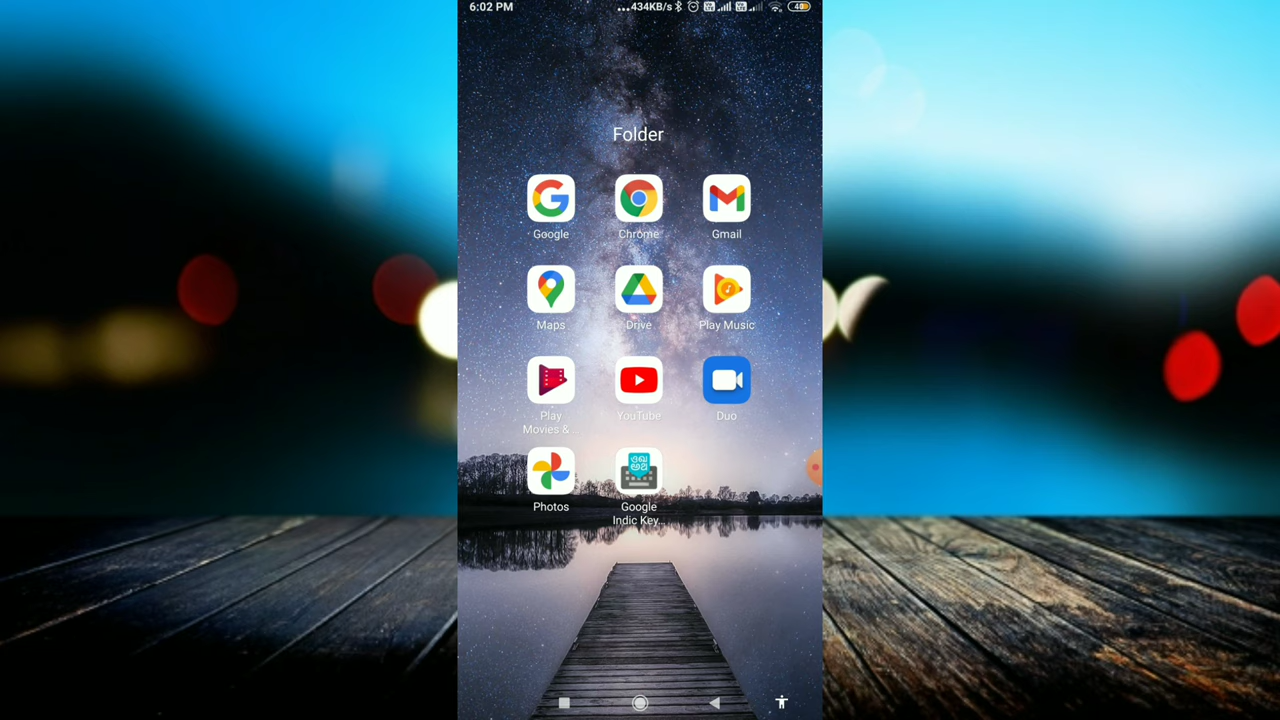 6:02 PM
...434KB/s
40
Folder
Google
Chrome
Gmail
Maps
Drive
Play Music
Play
Movies & ...
YouTube
Duo
Photos
Google
Indic Key...